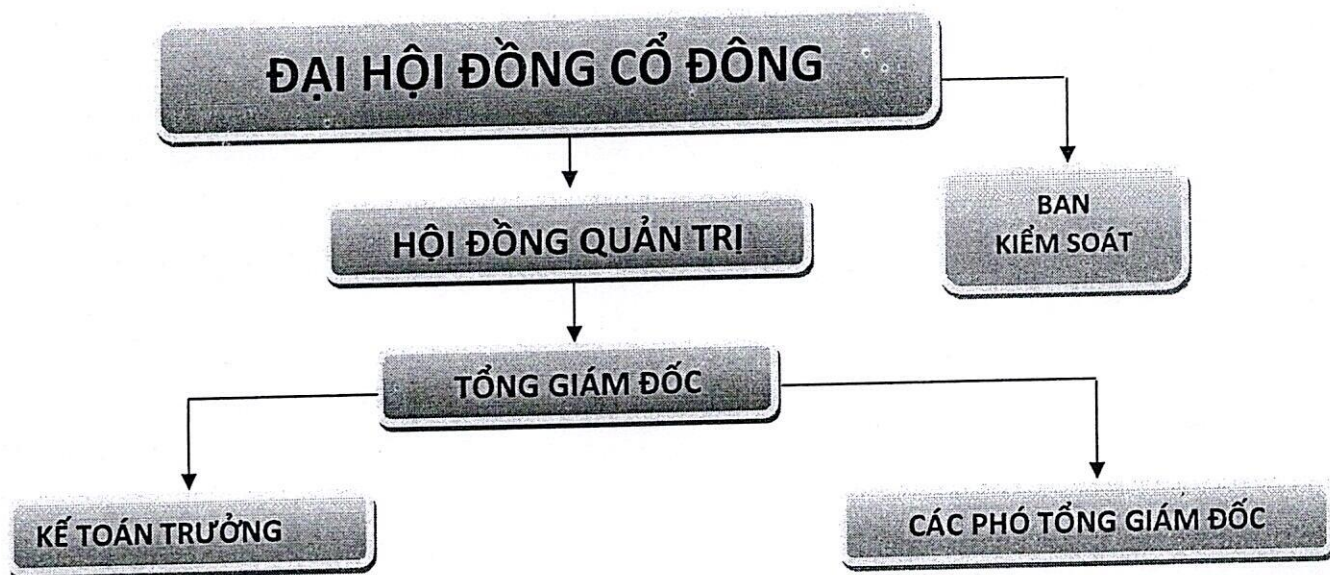 ĐẠI HỘI ĐỒNG CỔ ĐÔNG
HỘI ĐỒNG QUẢN TRỊ
BAN
KIỂM SOÁT
TỔNG GIÁM ĐỐC
KẾ TOÁN TRƯỞNG
CÁC PHÓ TỔNG GIÁM ĐỐC